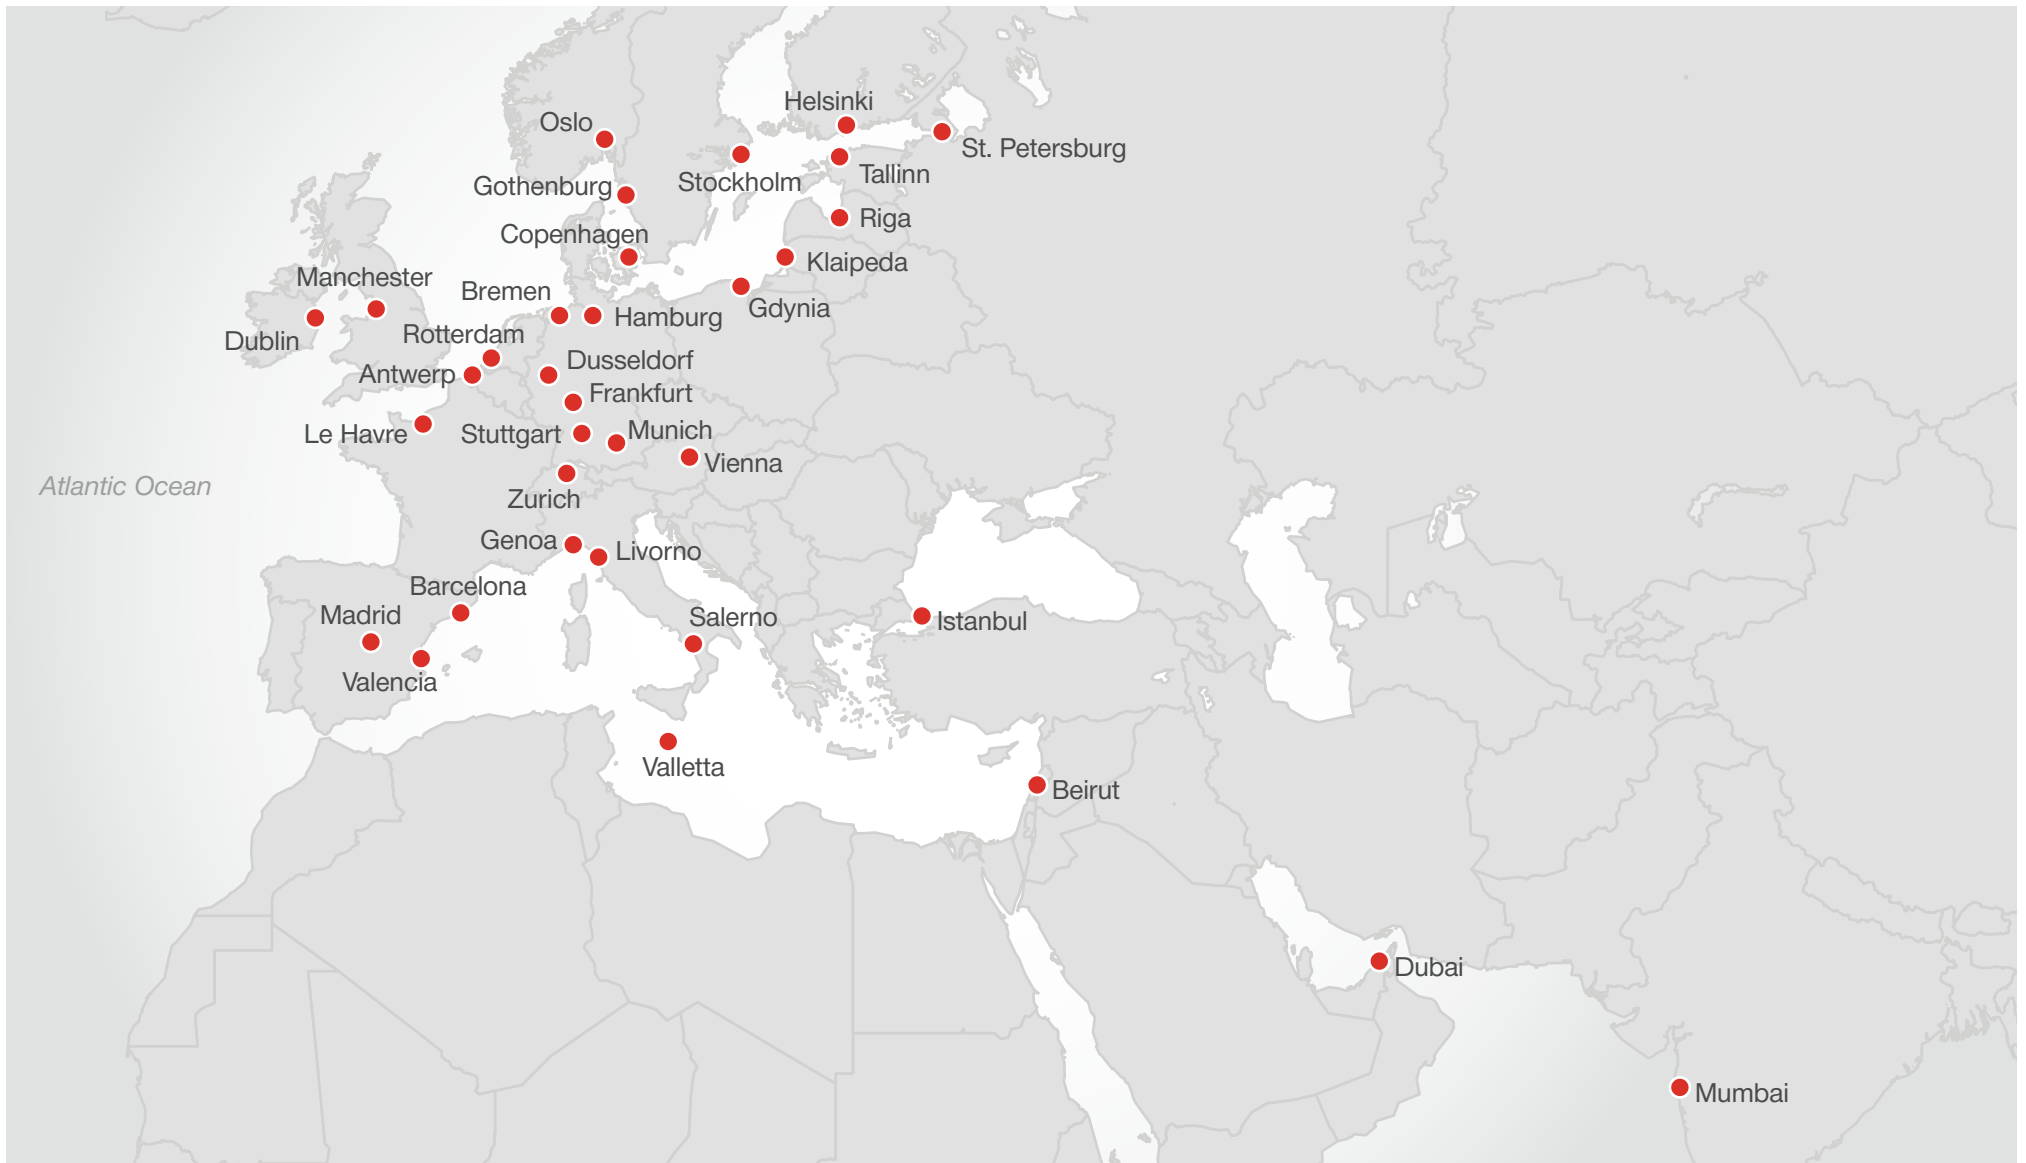 Helsinki
Oslo
St. Petersburg
Tallinn
Stockholm
Gothenburg
Riga
Copenhagen
Klaipeda
Manchester
Bremen
Gdynia
Hamburg
Rotterdam
Dublin
Dusseldorf
Antwerp
Frankfurt
Le Havre
Stuttgart
Munich
Vienna
Atlantic Ocean
Zurich
Genoa
Livorno
Barcelona
Madrid
Salerno
Istanbul
Valencia
Valletta
Beirut
Dubai
Mumbai